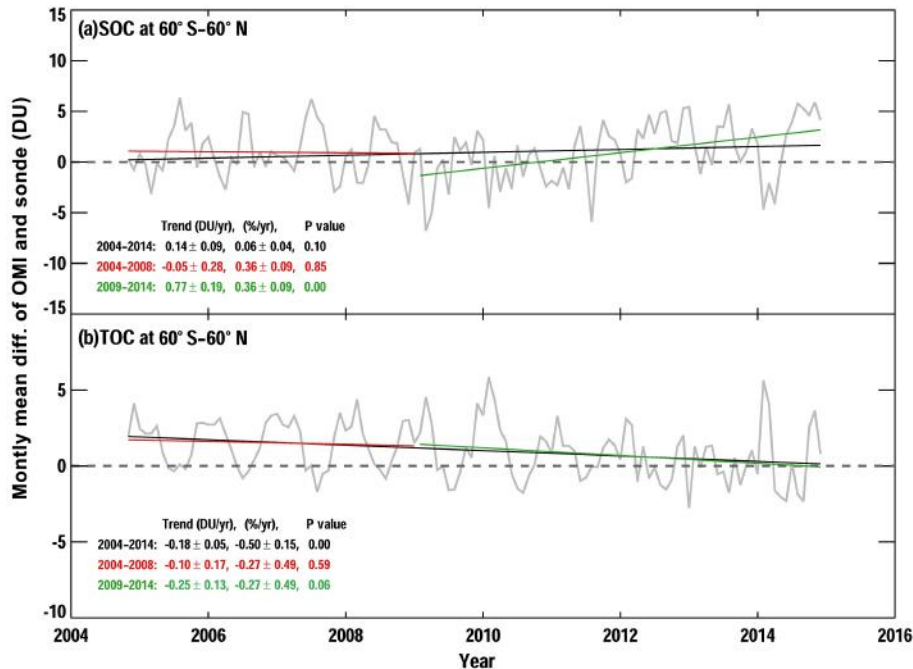 (a)SOC at 60° S-60° N
15
10
5
0
-5
-10
-15
Trend (DU/yr), (%/yr), P value
2004-2014: 0.14 ± 0.09, 0.06 ± 0.04, 0.10
2004-2008: -0.05 ± 0.28, 0.36 ± 0.09, 0.85
2009-2014: 0.77 ± 0.19, 0.36 ± 0.09, 0.00
Montly mean diff. of OMI and sonde (DU)
(b)TOC at 60° S-60° N
5
0
-5
-10
Trend (DU/yr), (%/yr), P value
2004-2014: -0.18 ± 0.05, -0.50 ± 0.15, 0.00
2004-2008: -0.10 ± 0.17, -0.27 ± 0.49, 0.59
2009-2014: -0.25 ± 0.13, -0.27 ± 0.49, 0.06
2004 2006 2008 2010 2012 2014 2016
Year